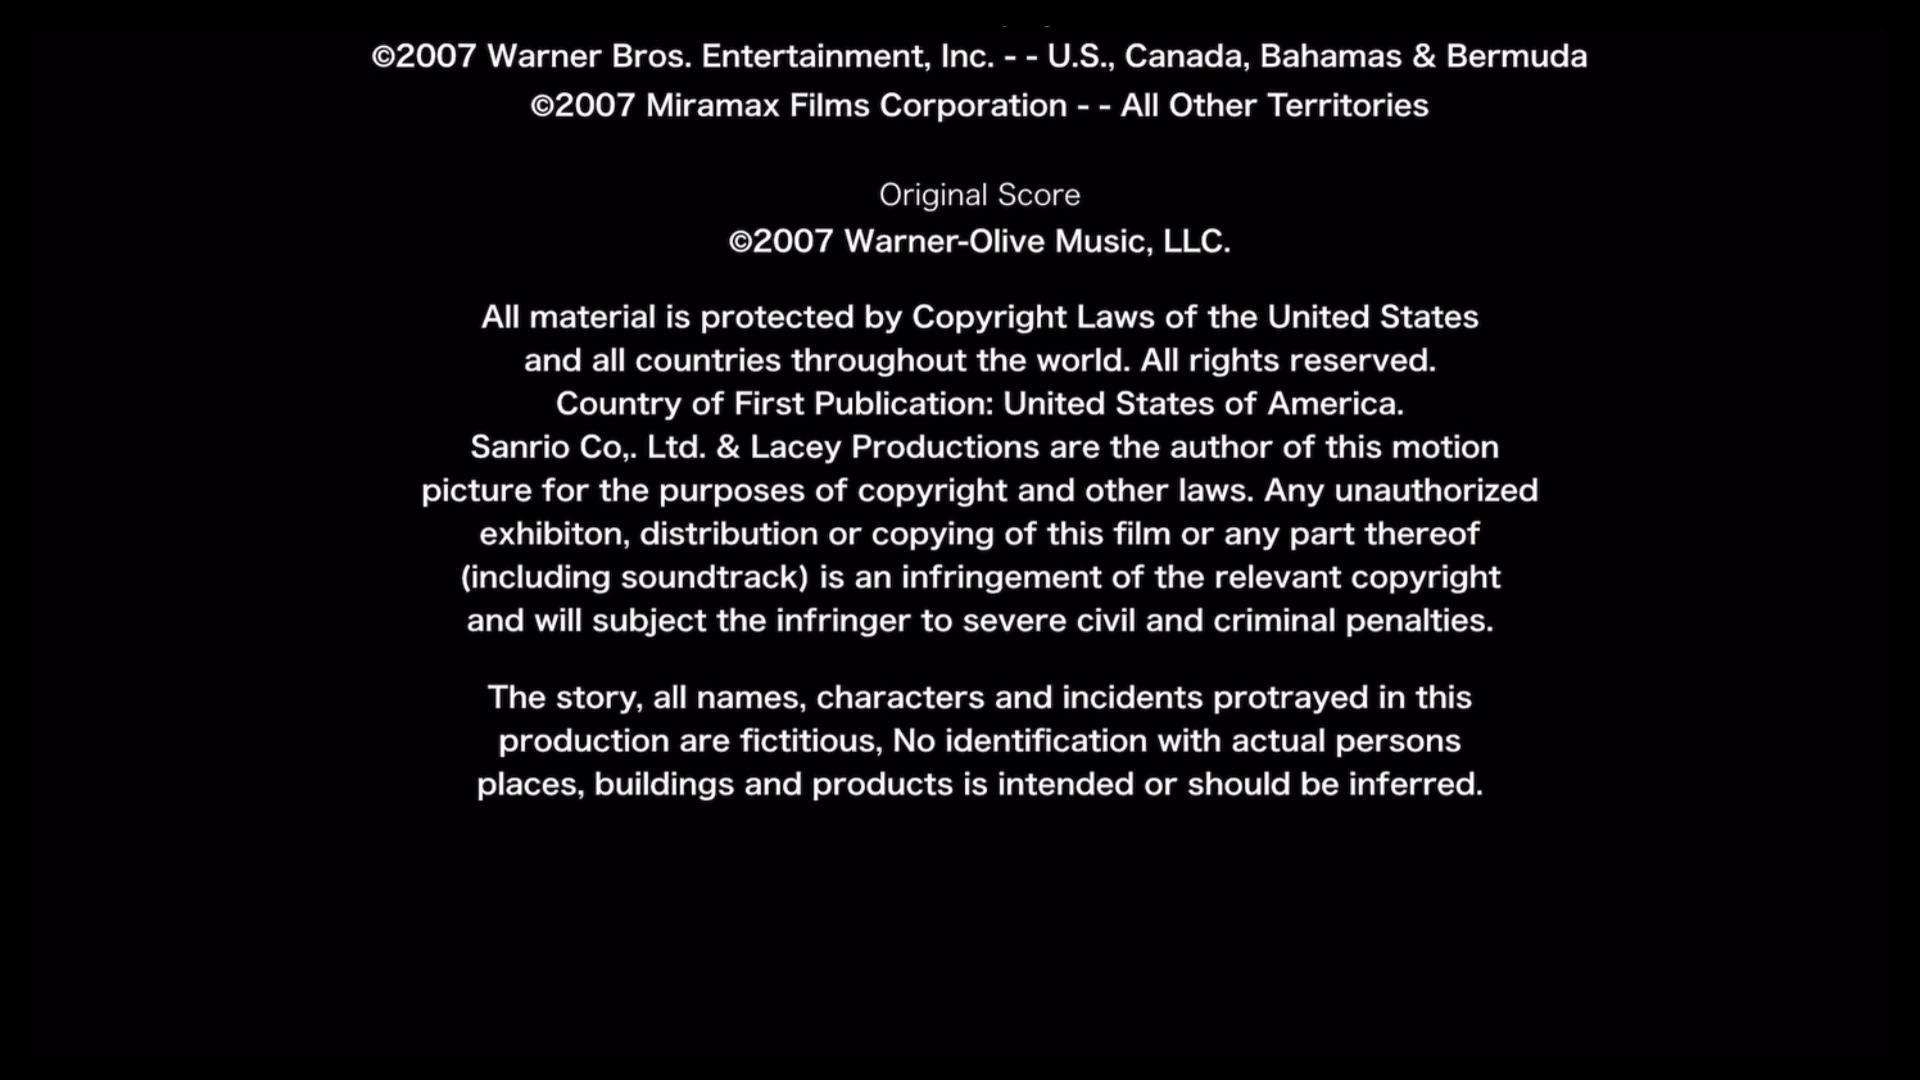 ©2007 Warner Bros. Entertainment, Inc. - - U.S., Canada, Bahamas & Bermuda
©2007 Miramax Films Corporation - - All Other Territories
Original Score
©2007 Warner-Olive Music, LLC.
All material is protected by Copyright Laws of the United States
and all countries throughout the world. All rights reserved.
Country of First Publication: United States of America.
Sanrio Co,. Ltd. & Lacey Productions are the author of this motion
picture for the purposes of copyright and other laws. Any unauthorized
exhibiton, distribution or copying of this film or any part thereof
(including soundtrack) is an infringement of the relevant copyright
and will subject the infringer to severe civil and criminal penalties.
The story, all names, characters and incidents protrayed in this
production are fictitious, No identification with actual persons
places, buildings and products is intended or should be inferred.